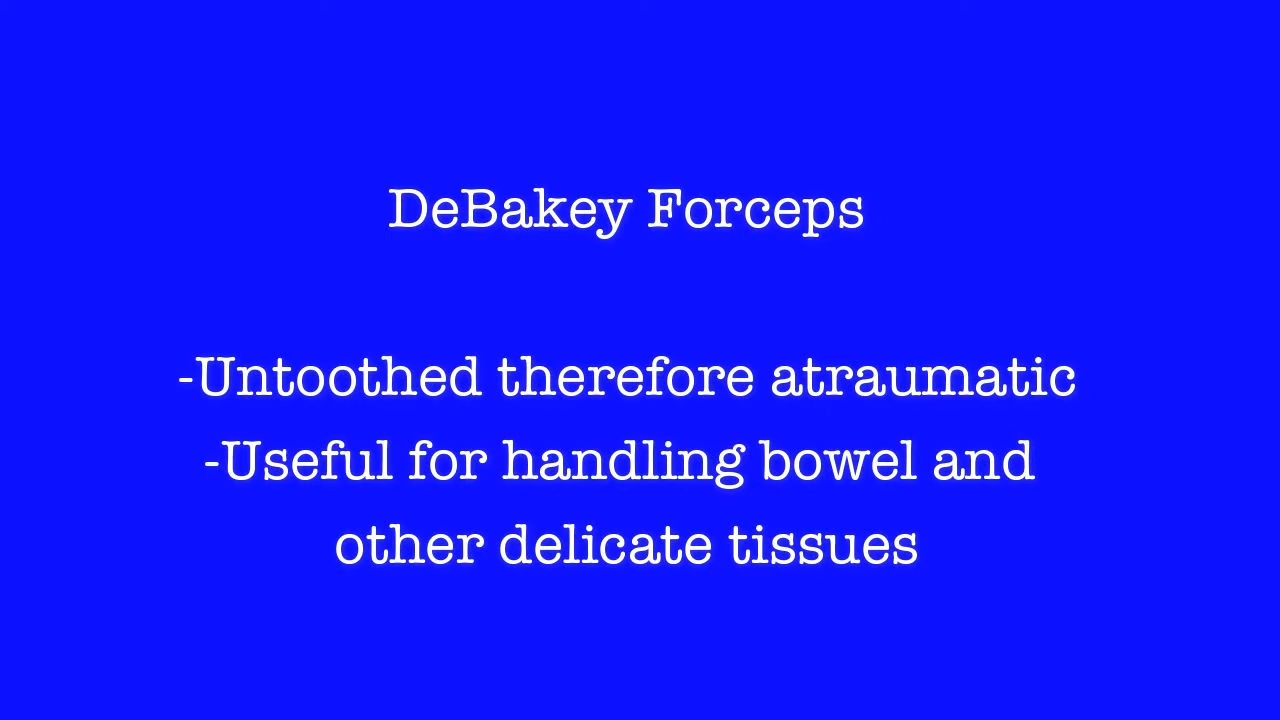 DeBakey Forceps
-Untoothed therefore atraumatic
-Useful for handling bowel and
other delicate tissues